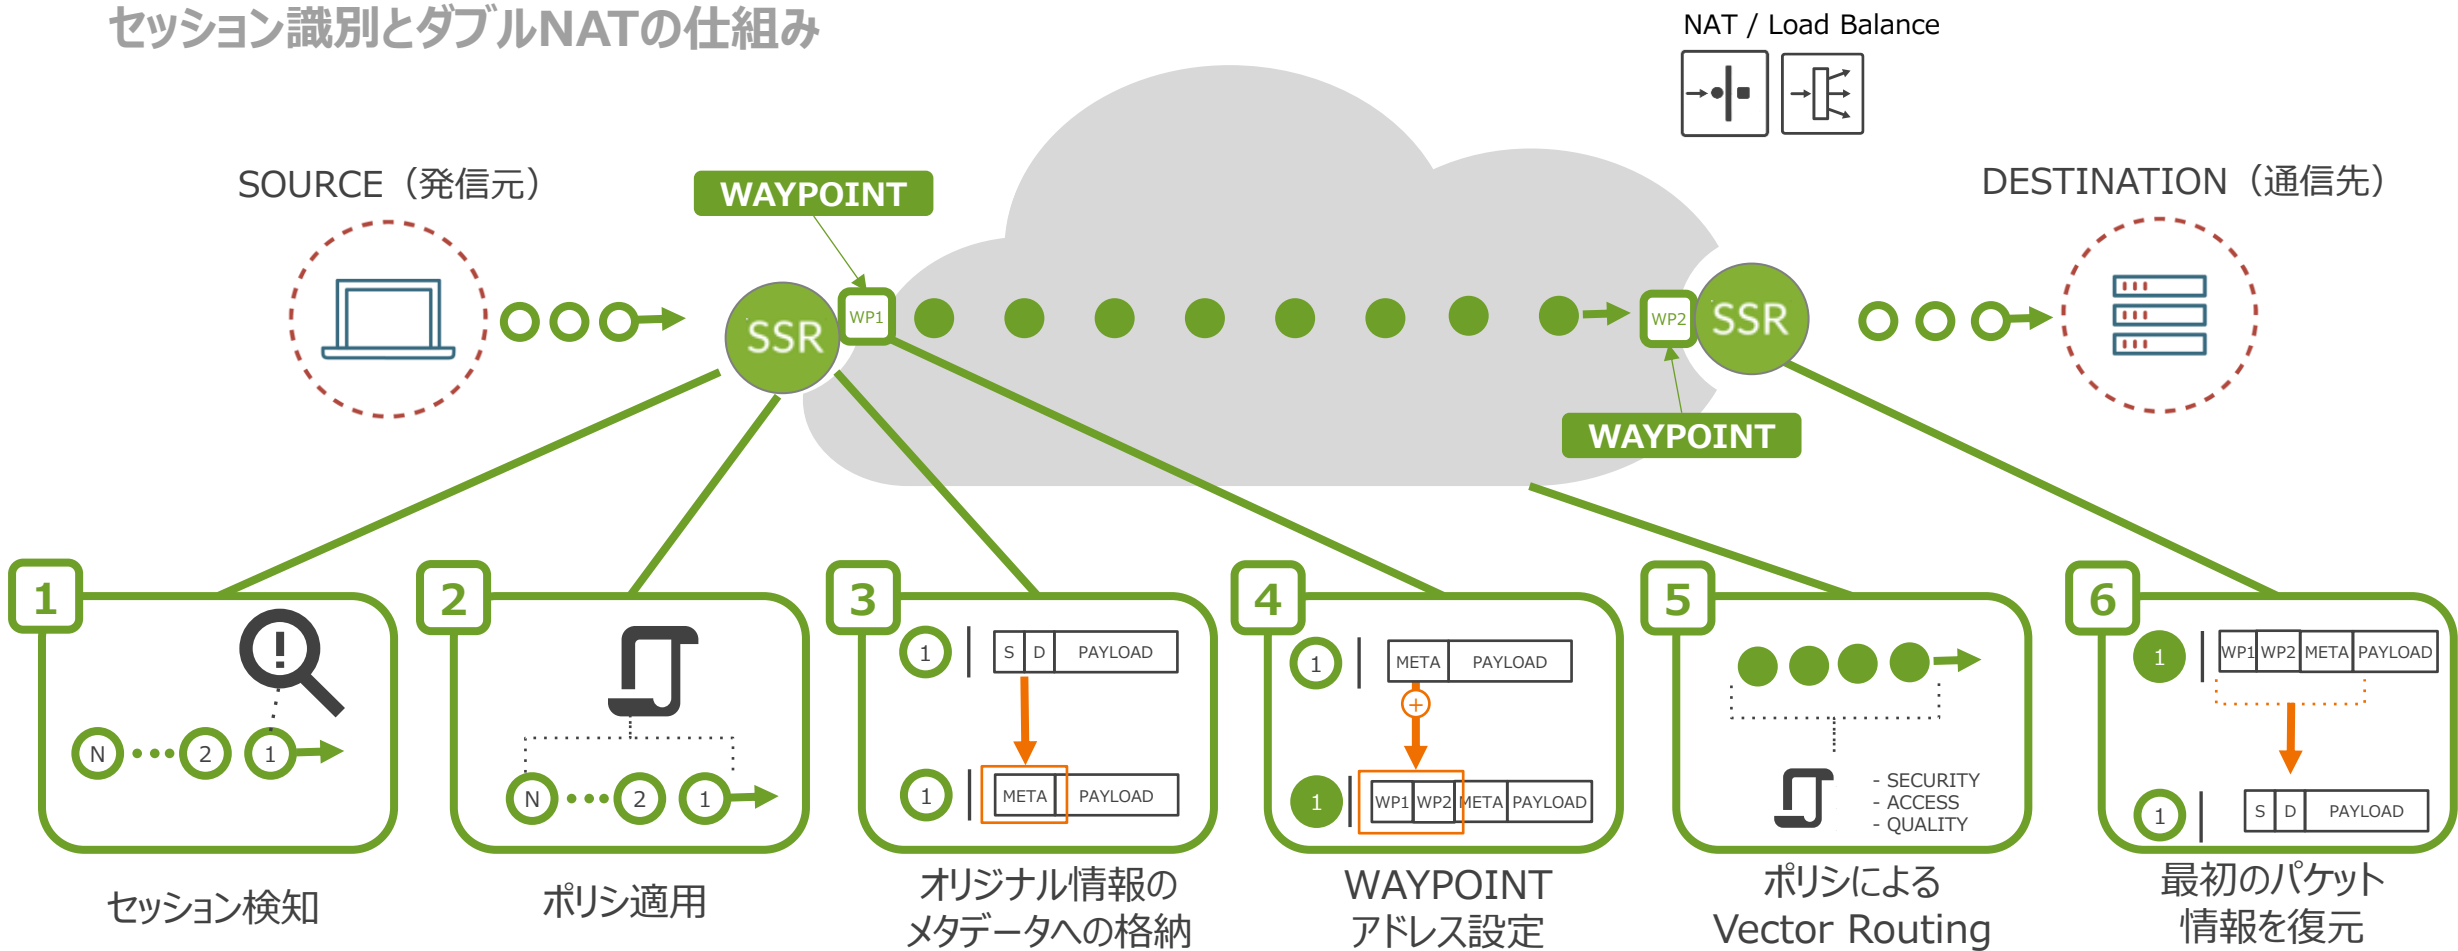 セッション識別とダブルNATの仕組み
NAT / Load Balance
SOURCE（発信元）
WAYPOINT
DESTINATION（通信先）
SSR
WP1
WP2
SSR
WAYPOINT
1
!
N
2
1
セッション検知
2
N
2
1
ポリシ適用
3
1
S D PAYLOAD
1
META PAYLOAD
オリジナル情報の
メタデータへの格納
4
1
META PAYLOAD
+
1
WP1 WP2 META PAYLOAD
WAYPOINT
アドレス設定
5
- SECURITY
- ACCESS
- QUALITY
ポリシによる
Vector Routing
6
1
WP1 WP2 META PAYLOAD
1
S D PAYLOAD
最初のパケット
情報を復元